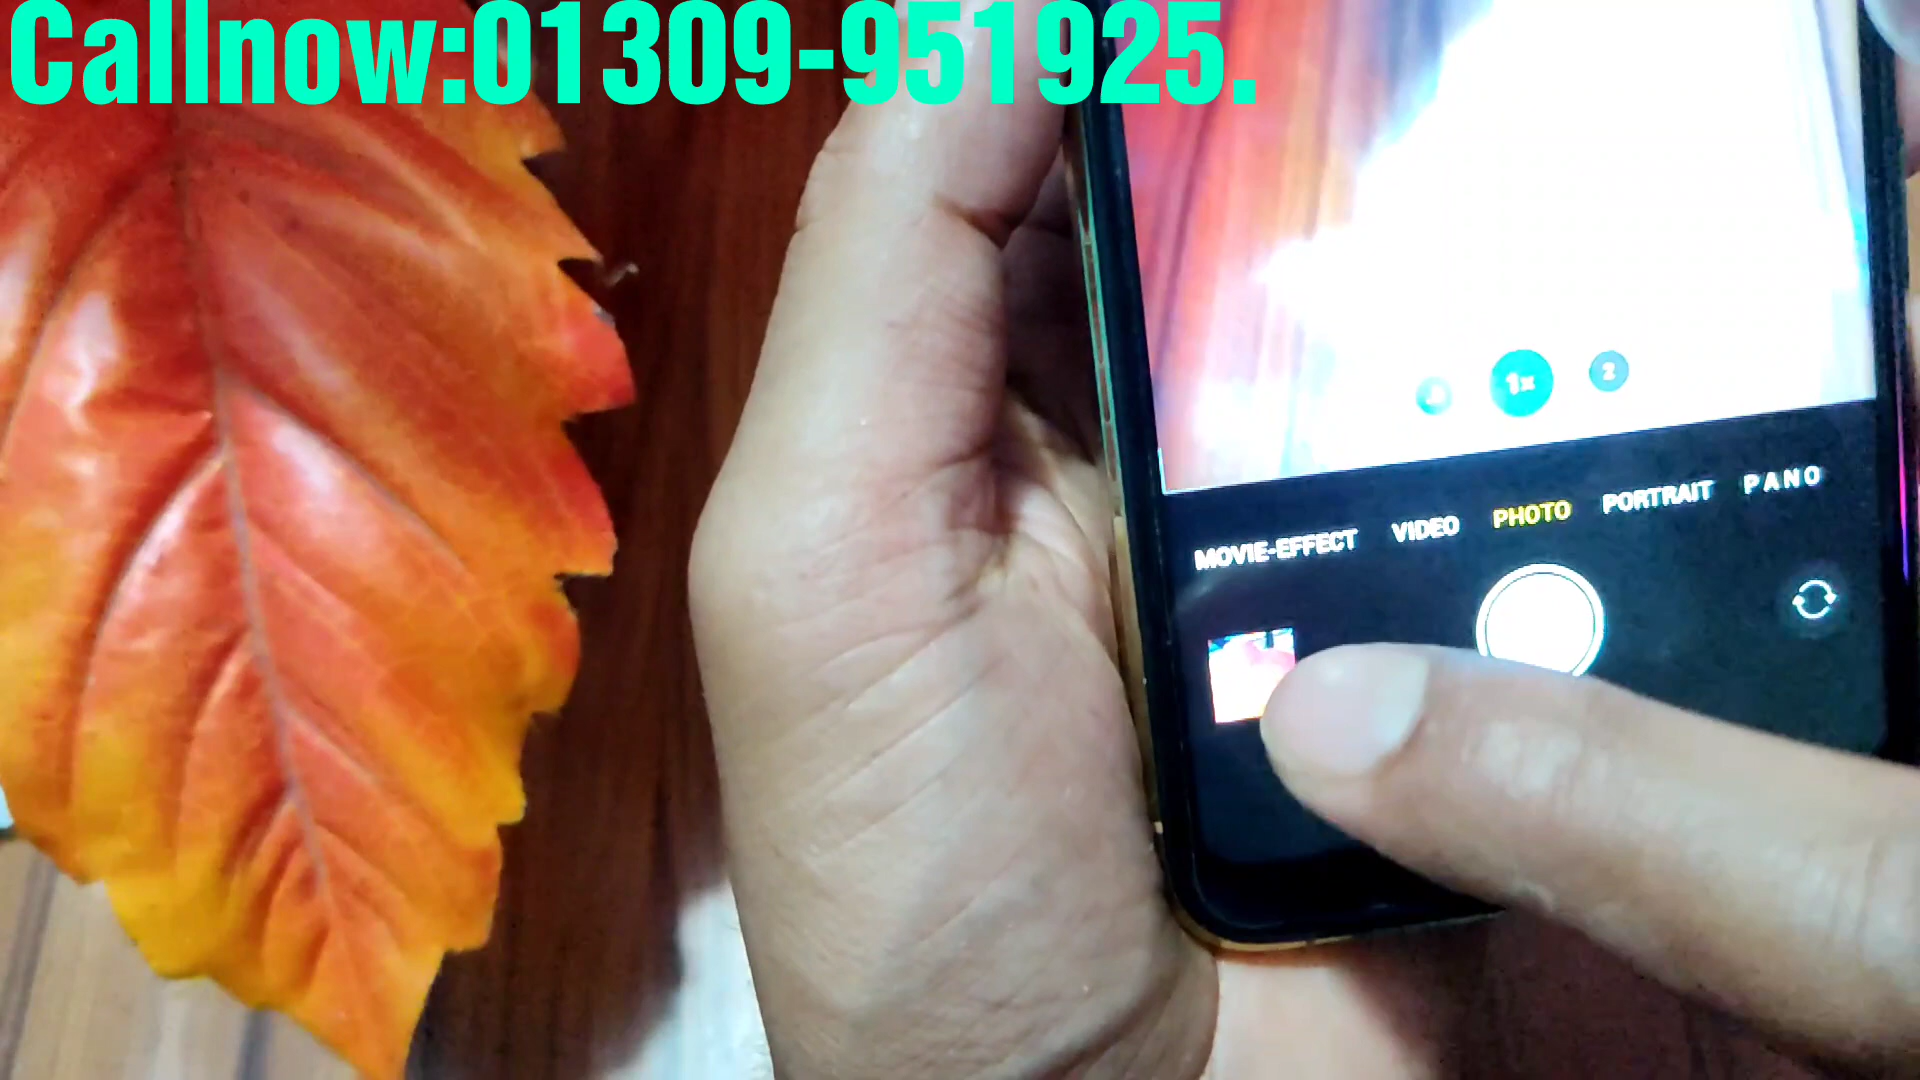 Callnow:01309-951925.
1x
2
MOVIE-EFFECT VIDEO PHOTO PORTRAIT PANO